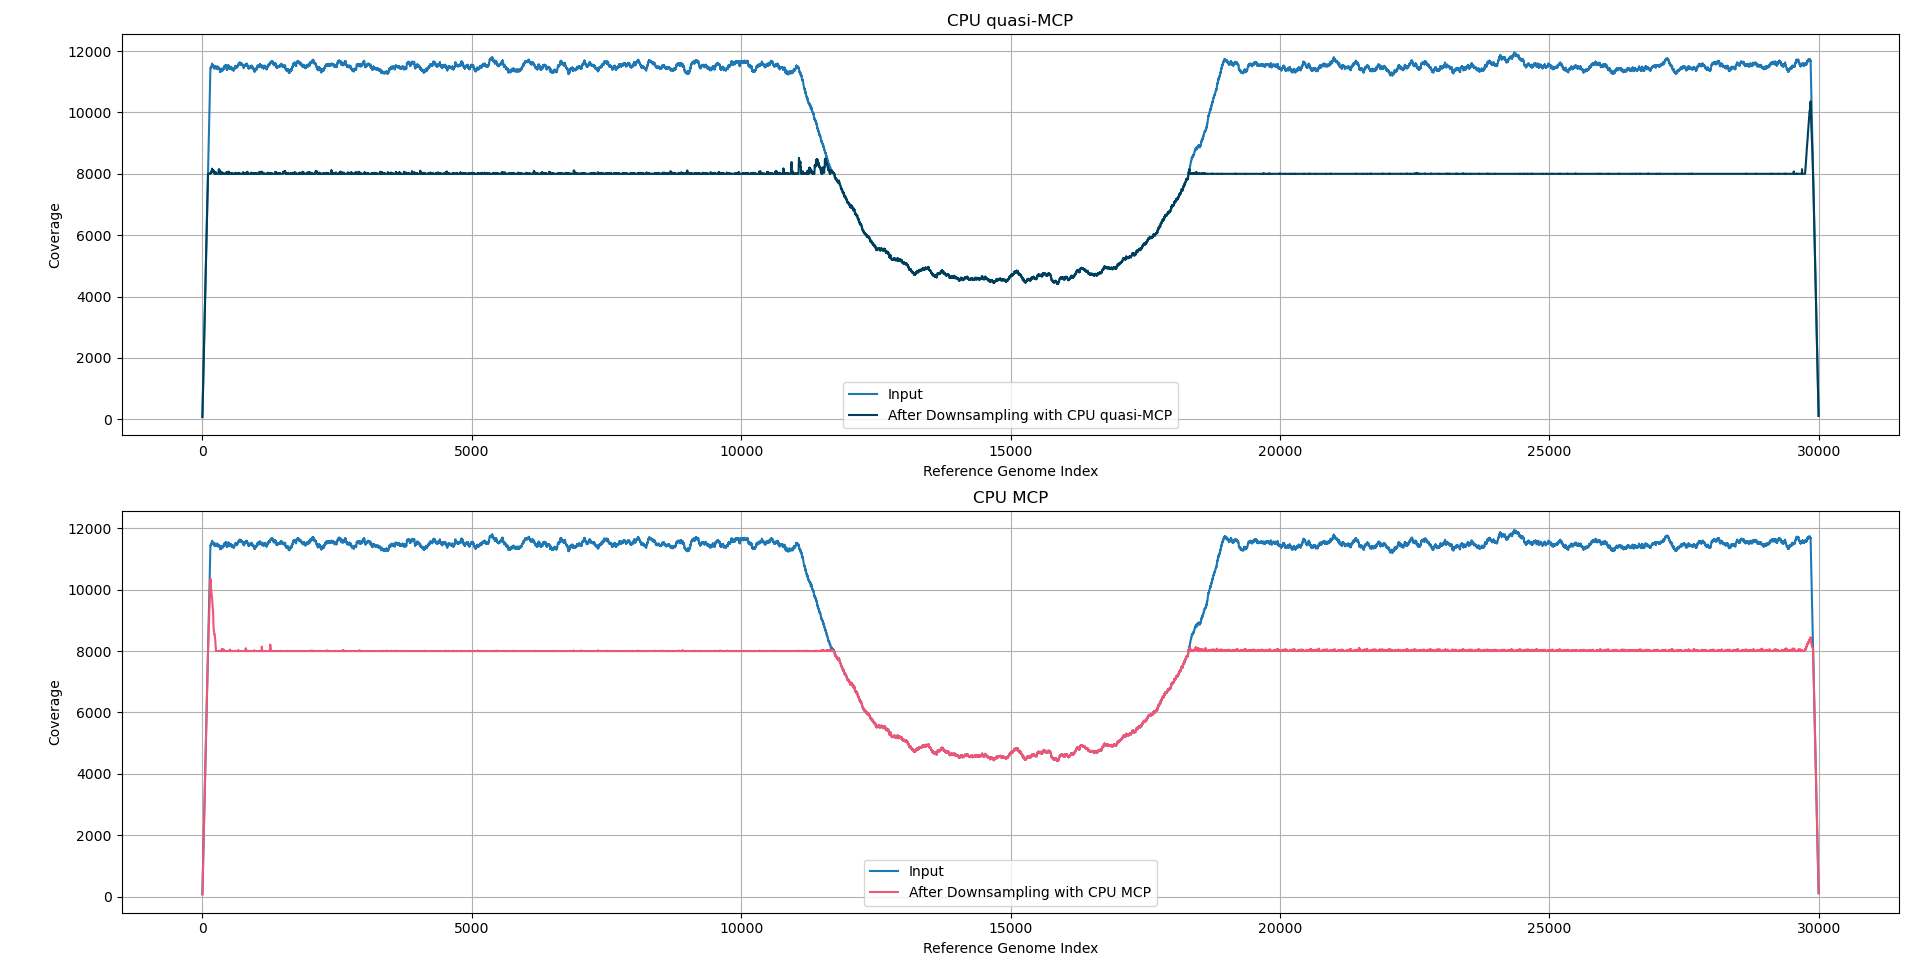 CPU quasi-MCP
12000
10000
8000
6000
4000
2000
0
Coverage
Input
After Downsampling with CPU quasi-MCP
0 5000 10000 15000 20000 25000 30000
Reference Genome Index
CPU MCP
12000
10000
8000
6000
4000
2000
0
Coverage
Input
After Downsampling with CPU MCP
0 5000 10000 15000 20000 25000 30000
Reference Genome Index